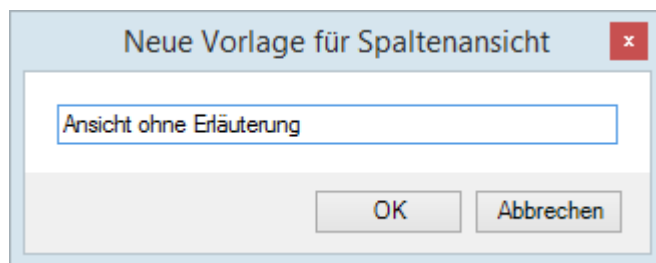 Neue Vorlage für Spaltenansicht
x
Ansicht ohne Erläuterung
OK Abbrechen